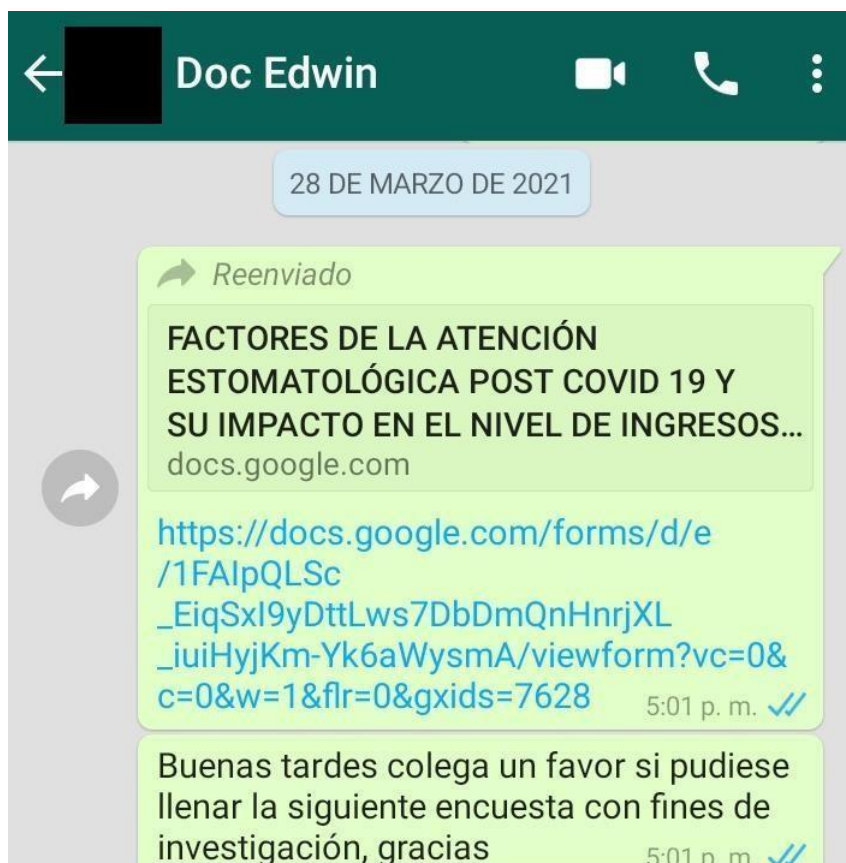 Doc Edwin
28 DE MARZO DE 2021
Reenviado
FACTORES DE LA ATENCIÓN
ESTOMATOLÓGICA POST COVID 19 Y
SU IMPACTO EN EL NIVEL DE INGRESOS...
docs.google.com
https://docs.google.com/forms/d/e
/1FAIpQLSc
_EiqSxI9yDttLws7DbDmQnHnrjXL
_iuiHyjKm-Yk6aWysmA/viewform?vc=0&
c=0&w=1&flr=0&gxids=7628 5:01 p. m.
Buenas tardes colega un favor si pudiese
llenar la siguiente encuesta con fines de
investigación, gracias 5:01 p. m.